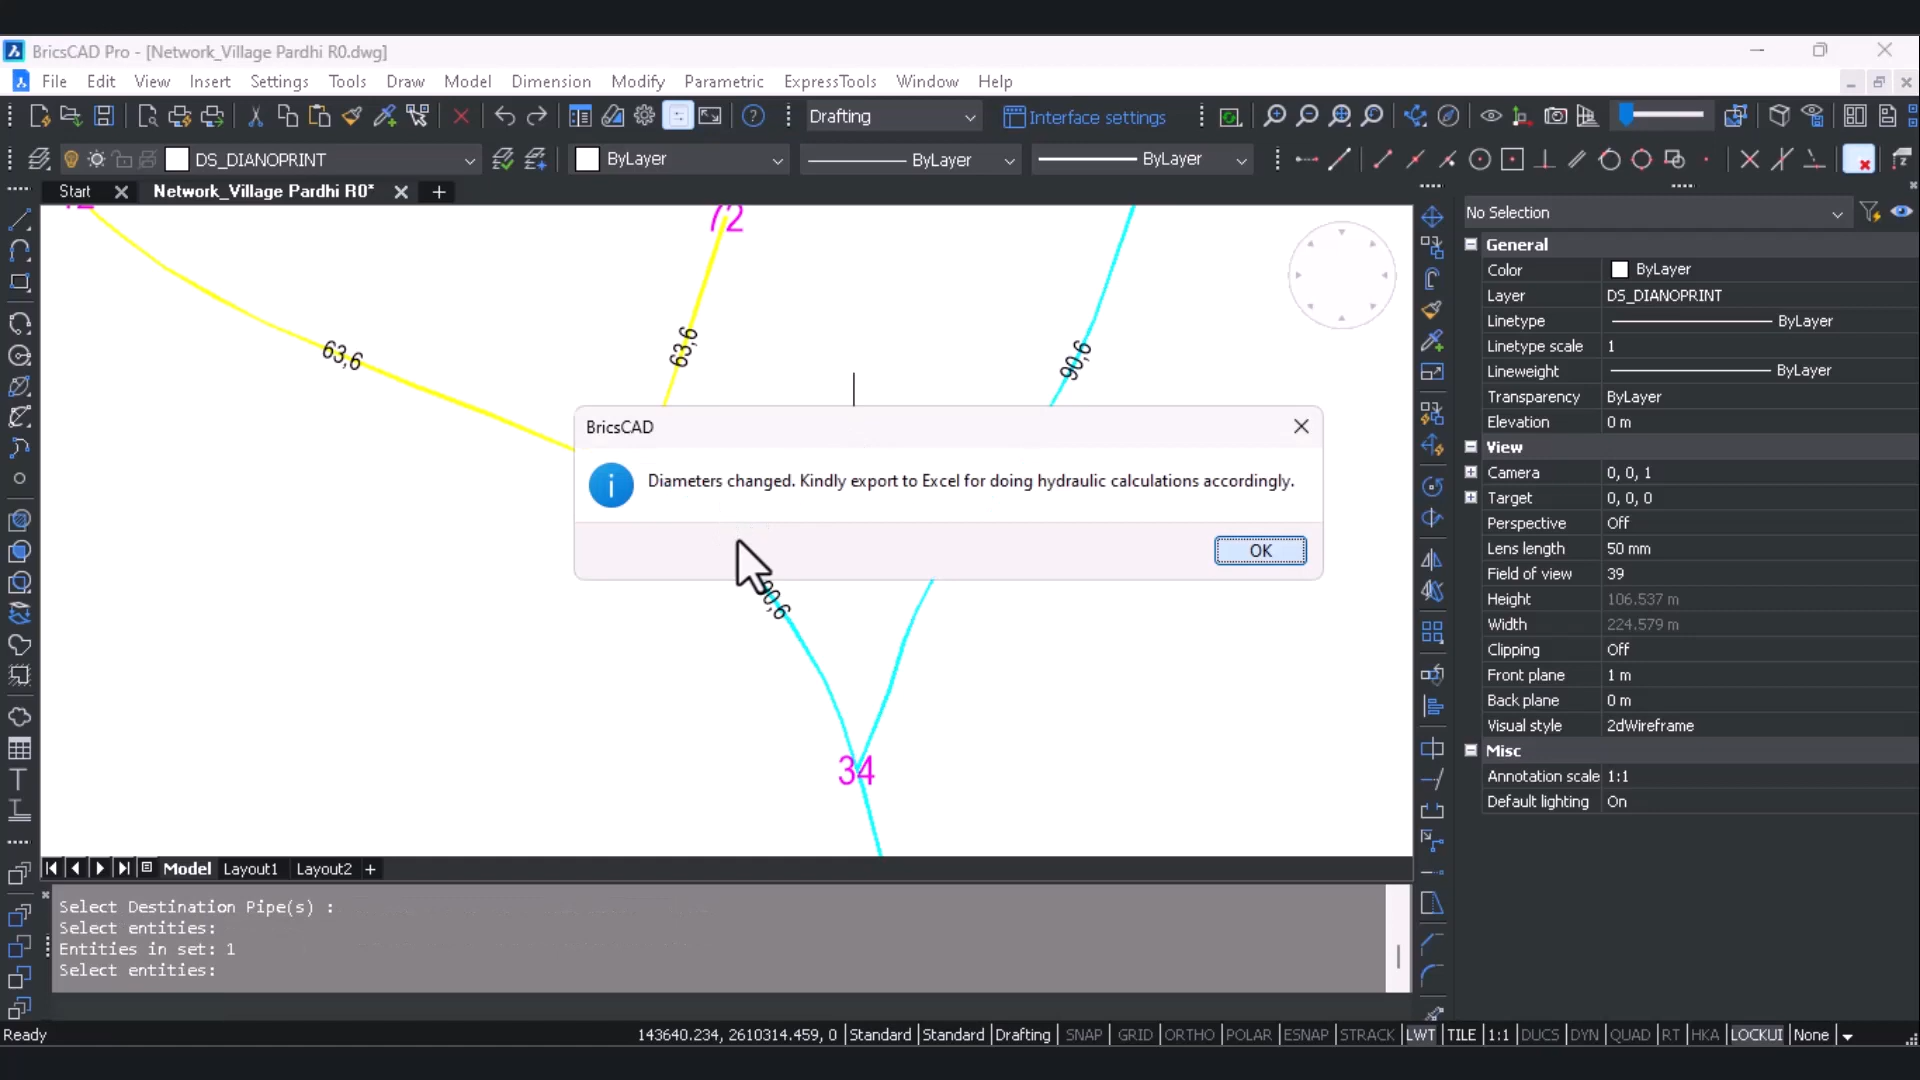 BricsCAD Pro - [Network_Village Pardhi R0.dwg]
File Edit View Insert Settings Tools Draw Model Dimension Modify Parametric ExpressTools Window Help
Drafting
Interface settings
DS_DIANOPRINT
ByLayer
ByLayer
ByLayer
Start
Network_Village Pardhi R0*
72
63,6
63,6
90,6
BricsCAD
Diameters changed. Kindly export to Excel for doing hydraulic calculations accordingly.
OK
34
No Selection
General
Color ByLayer
Layer DS_DIANOPRINT
Linetype ByLayer
Linetype scale 1
Lineweight ByLayer
Transparency ByLayer
Elevation 0 m
View
Camera 0, 0, 1
Target 0, 0, 0
Perspective Off
Lens length 50 mm
Field of view 39
Height 106.537 m
Width 224.579 m
Clipping Off
Front plane 1 m
Back plane 0 m
Visual style 2dWireframe
Misc
Annotation scale 1:1
Default lighting On
Model Layout1 Layout2 +
Select Destination Pipe(s) :
Select entities:
Entities in set: 1
Select entities:
Ready
143640.234, 2610314.459, 0 Standard Standard Drafting SNAP GRID ORTHO POLAR ESNAP STRACK LWT TILE 1:1 DUCS DYN QUAD RT HKA LOCKUI None